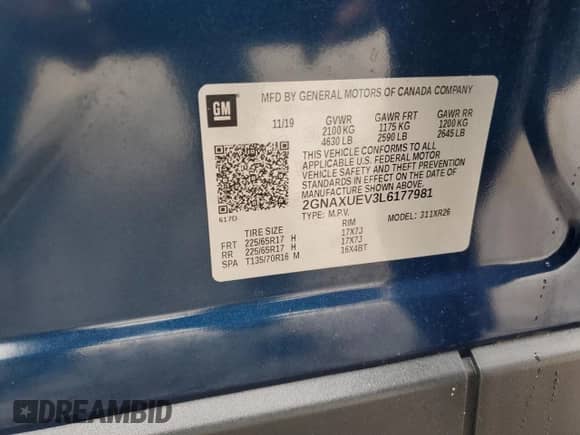 GM
MFD BY GENERAL MOTORS OF CANADA COMPANY
11/19 GVWR GAWR FRT GAWR RR
2100 KG 1175 KG 1200 KG
4630 LB 2590 LB 2645 LB
THIS VEHICLE CONFORMS TO ALL
APPLICABLE U.S. FEDERAL MOTOR
VEHICLE SAFETY AND THEFT PREVENTION
STANDARDS IN EFFECT ON THE DATE OF
MANUFACTURE SHOWN ABOVE.
2GNAXUEV3L6177981
617D TYPE: M.P.V. MODEL: 311XR26
TIRE SIZE RIM
FRT 225/65R17 H 17X7J
RR 225/65R17 H 17X7J
SPA T135/70R16 M 16X4BT
DREAMBID